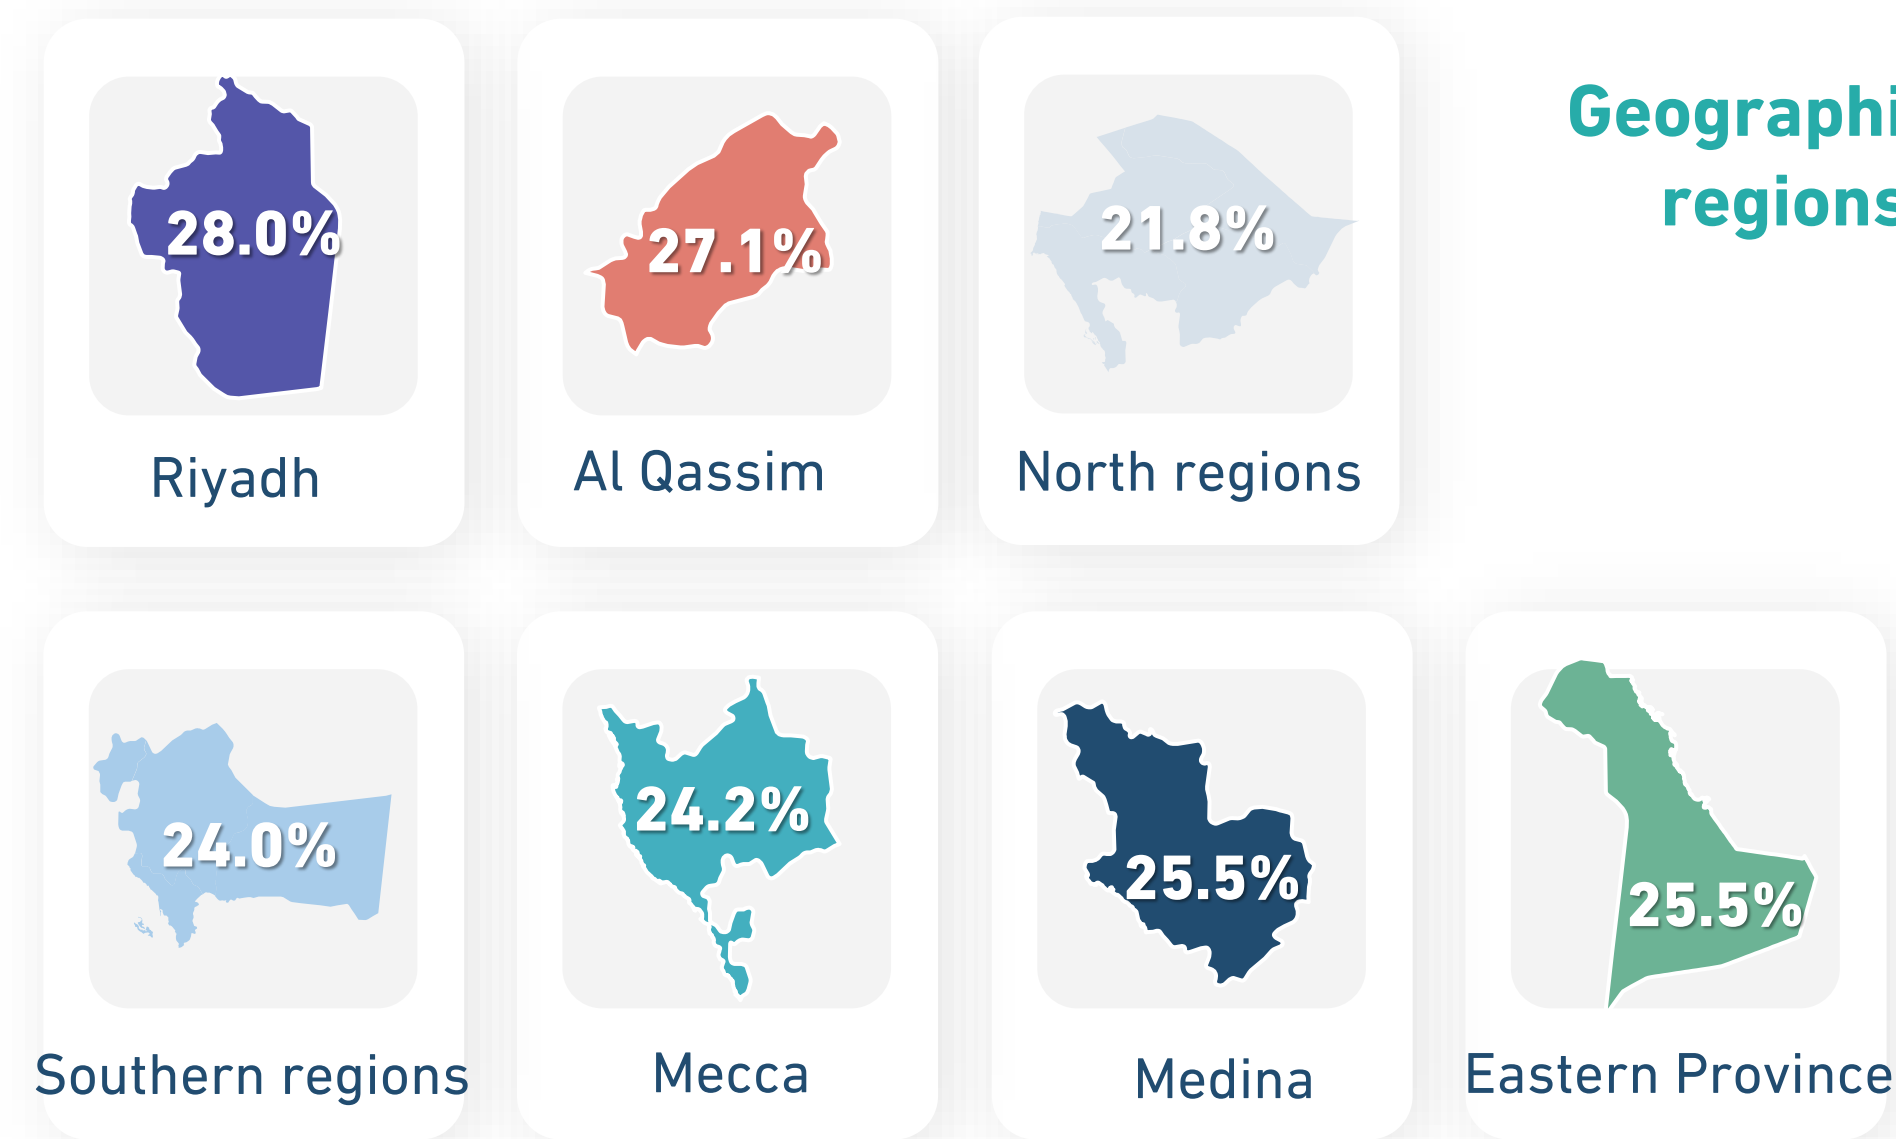 Geographi
regions
28.0%
Riyadh
27.1%
Al Qassim
21.8%
North regions
24.0%
Southern regions
24.2%
Mecca
25.5%
Medina
25.5%
Eastern Province